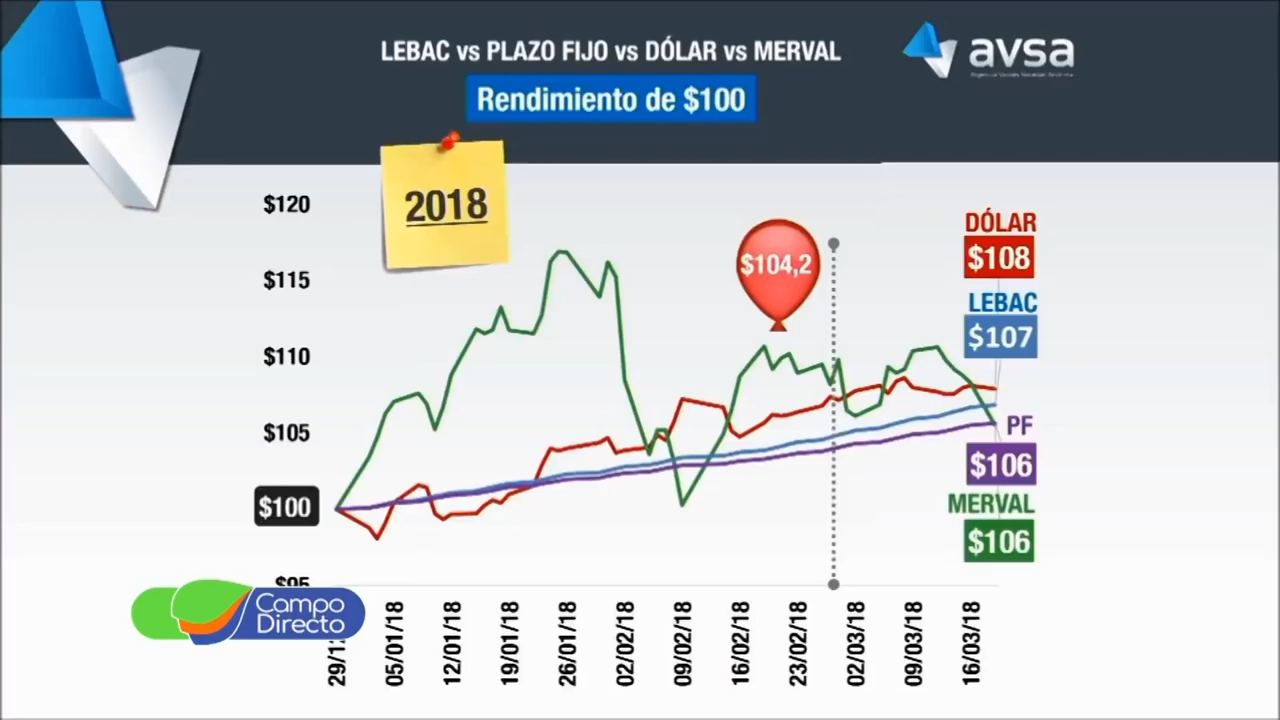 LEBAC vs PLAZO FIJO vs DÓLAR vs MERVAL
Rendimiento de $100
avsa
2018
$120
$115
$110
$105
$100
$95
$104,2
DÓLAR
$108
LEBAC
$107
PF
$106
MERVAL
$106
Campo
Directo
05/01/18
12/01/18
19/01/18
26/01/18
02/02/18
09/02/18
16/02/18
23/02/18
02/03/18
09/03/18
16/03/18